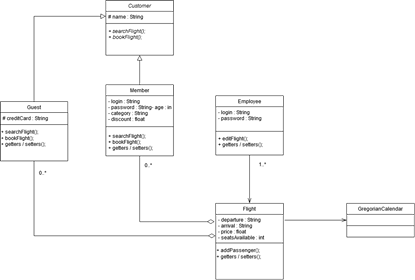 Customer
# name : String
+ searchFlight();
+ bookFlight();
Guest
# creditCard : String
+ searchFlight();
+ bookFlight();
+ getters / setters();
0..*
Member
- login : String
- password : String- age : in
- category : String
- discount : float
+ searchFlight();
+ bookFlight();
+ getters / setters();
0..*
Employee
- login : String
- password : String
+ editFlight();
+ getters / setters();
1..*
Flight
- departure : String
- arrival : String
- price : float
- seatsAvailable : int
+ addPassenger();
+ getters / setters();
GregorianCalendar